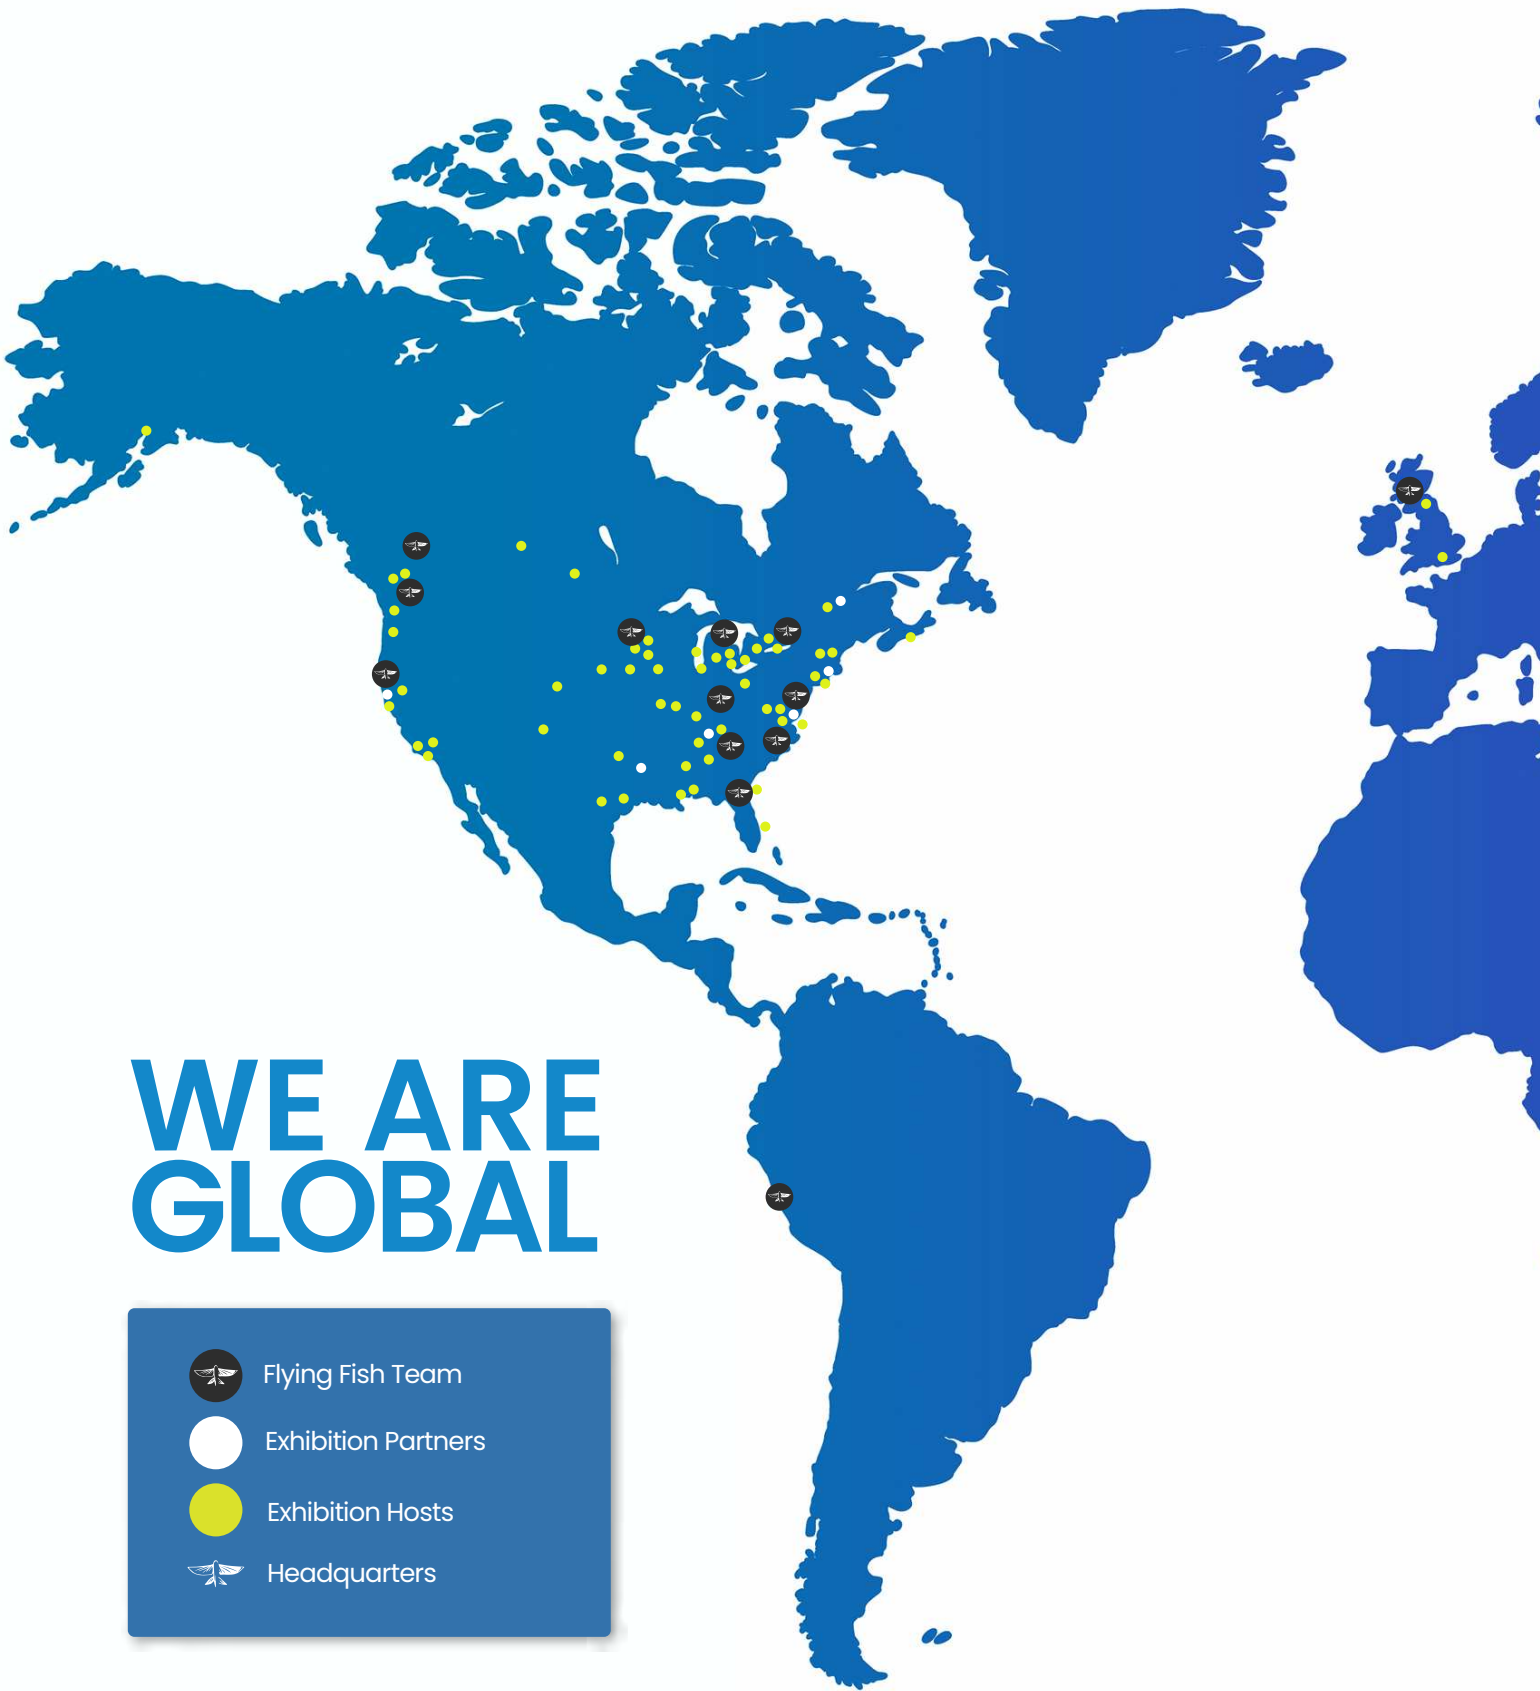 WE ARE
GLOBAL
Flying Fish Team
Exhibition Partners
Exhibition Hosts
Headquarters